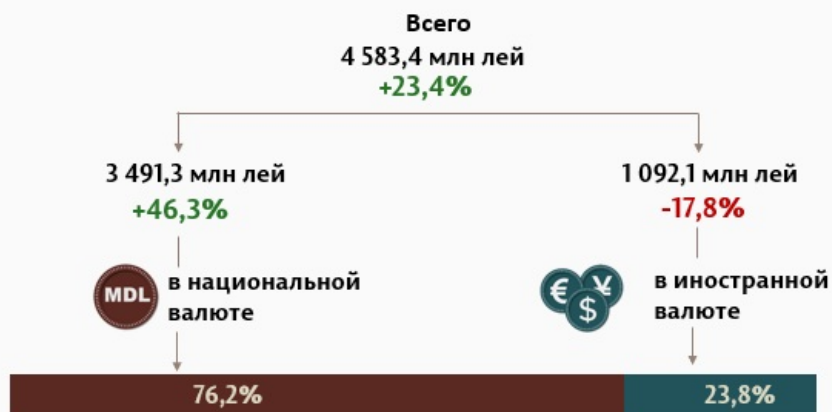 Всего
4 583,4 млн лей
+23,4%
3 491,3 млн лей
+46,3%
1 092,1 млн лей
-17,8%
MDL
в национальной
валюте
€ ¥
$
в иностранной
валюте
76,2%
23,8%